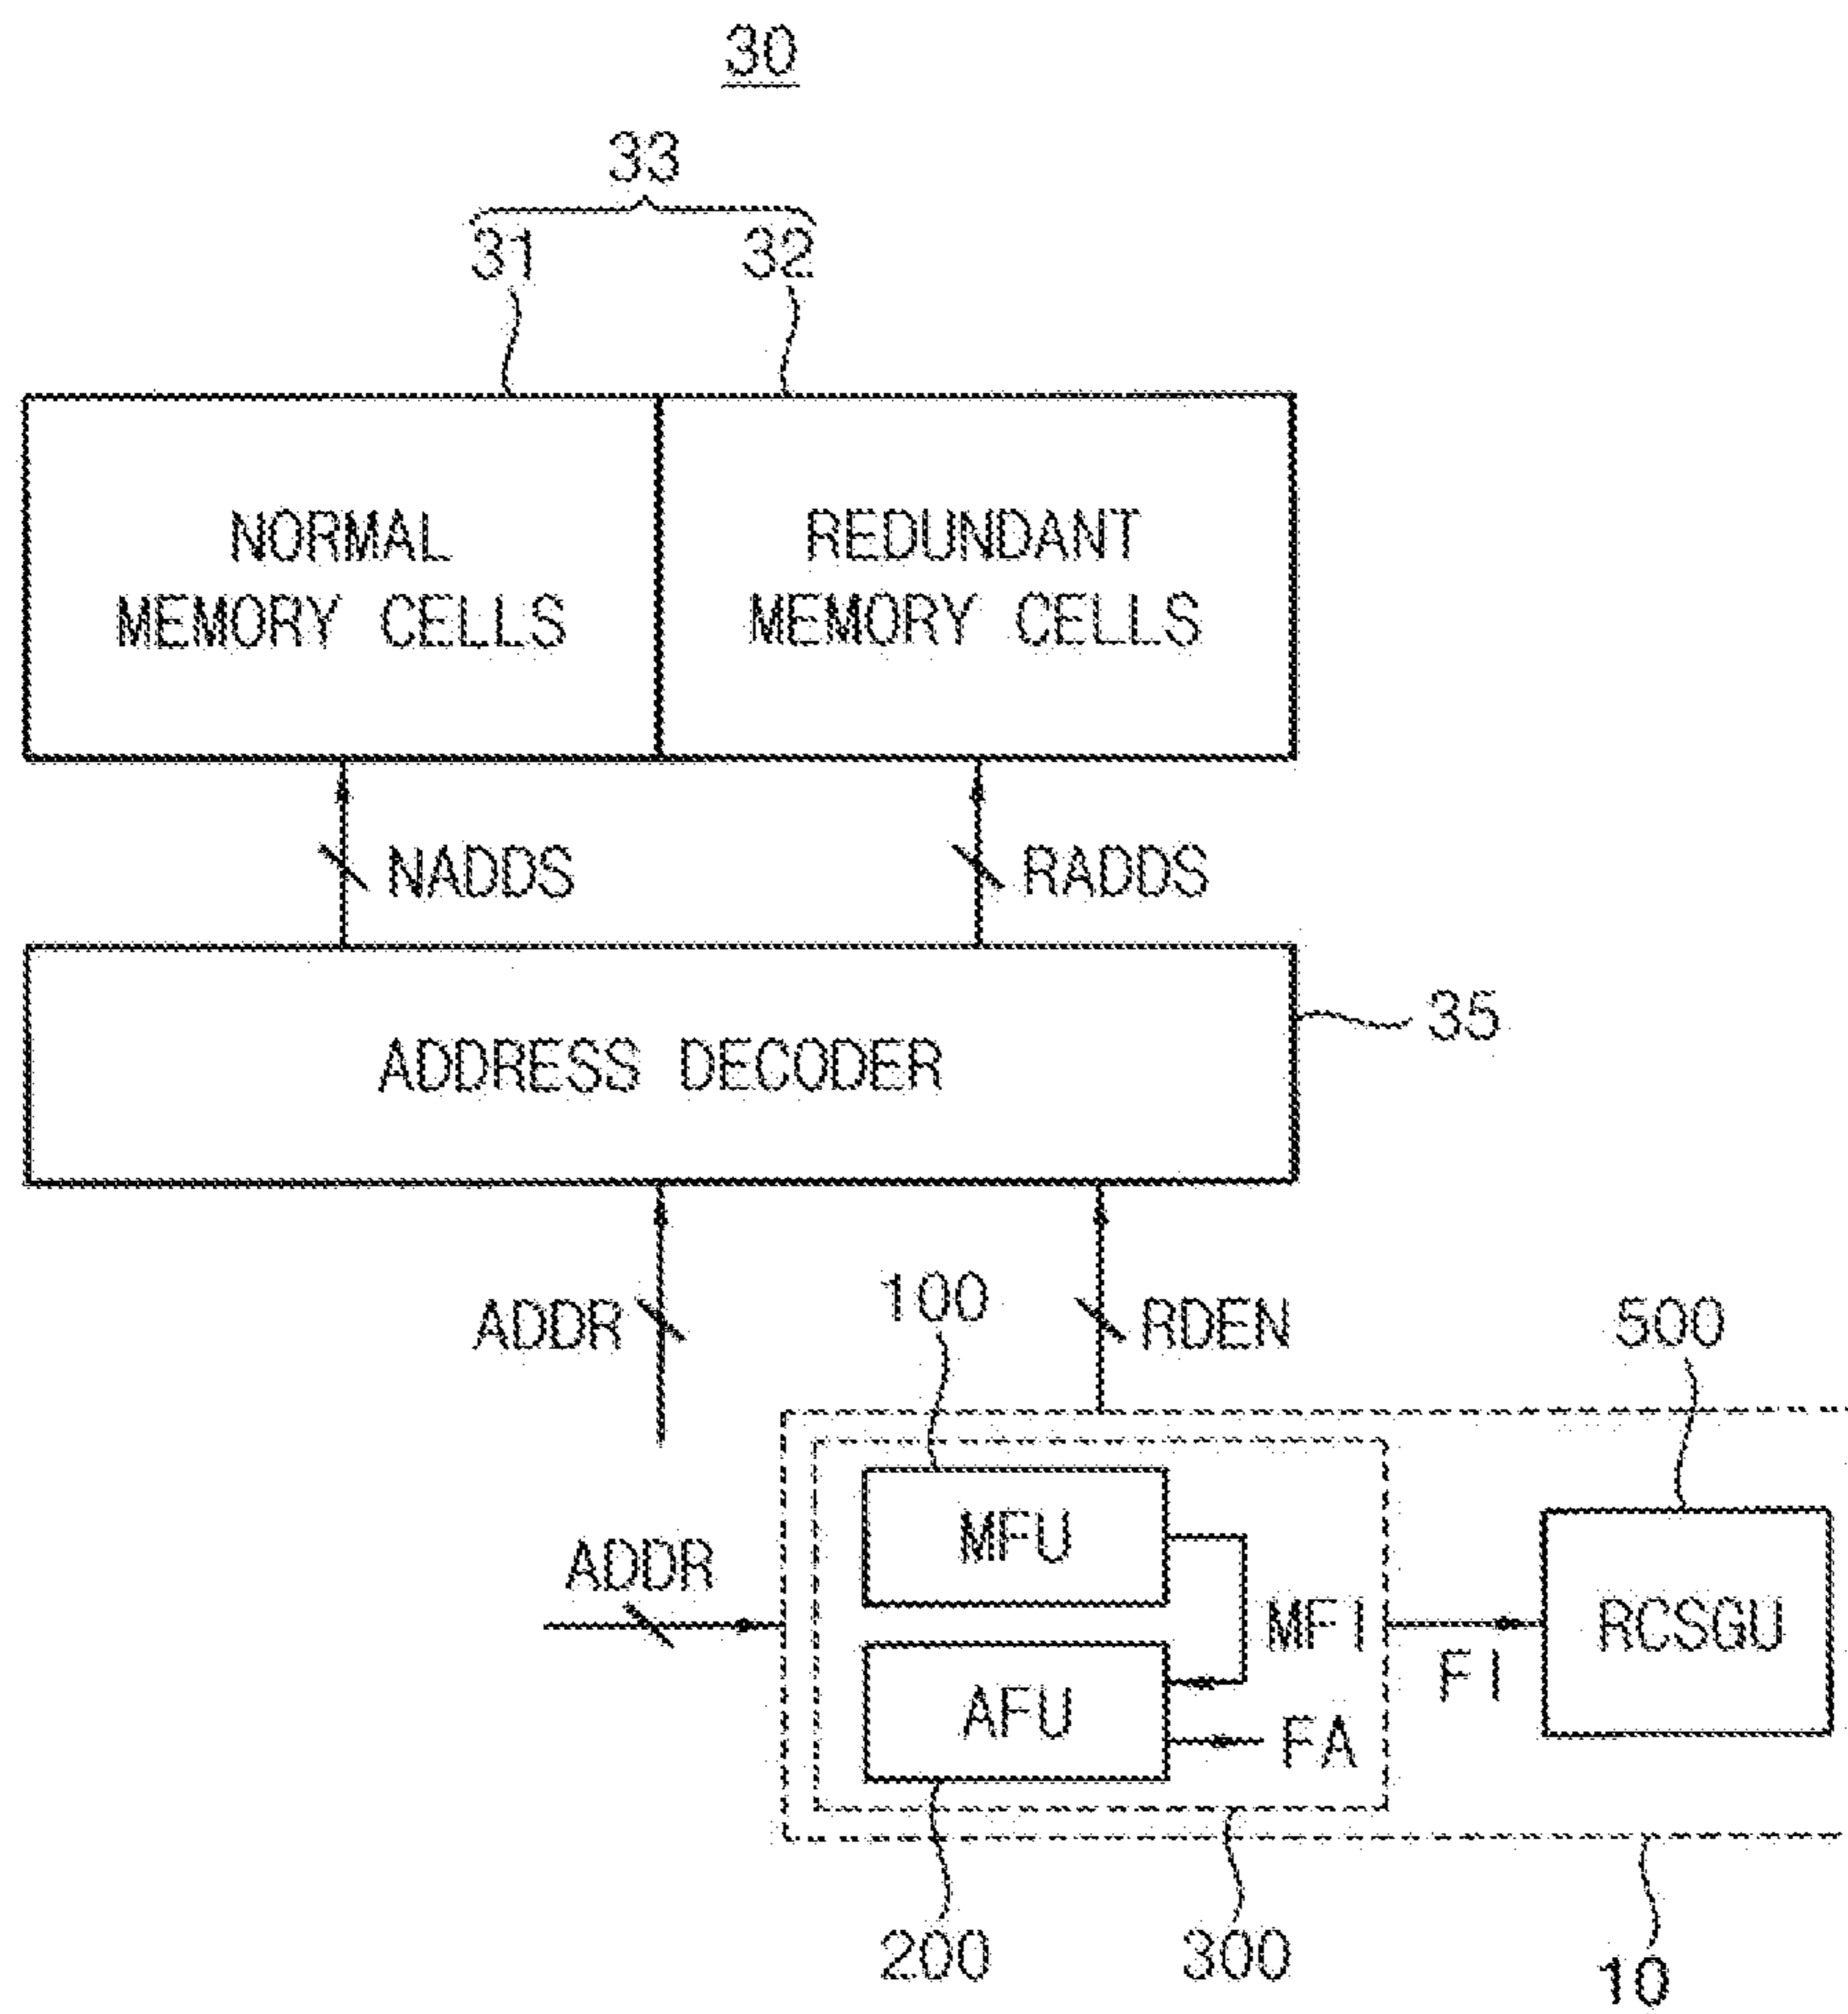 30
33
31
32
NORMAL
MEMORY CELLS
REDUNDANT
MEMORY CELLS
NADDS
RADDS
ADDRESS DECODER
35
ADDR
100
RDEN
500
MFU
ADDR
MFI
RCSGU
FI
AFU
FA
200
300
10